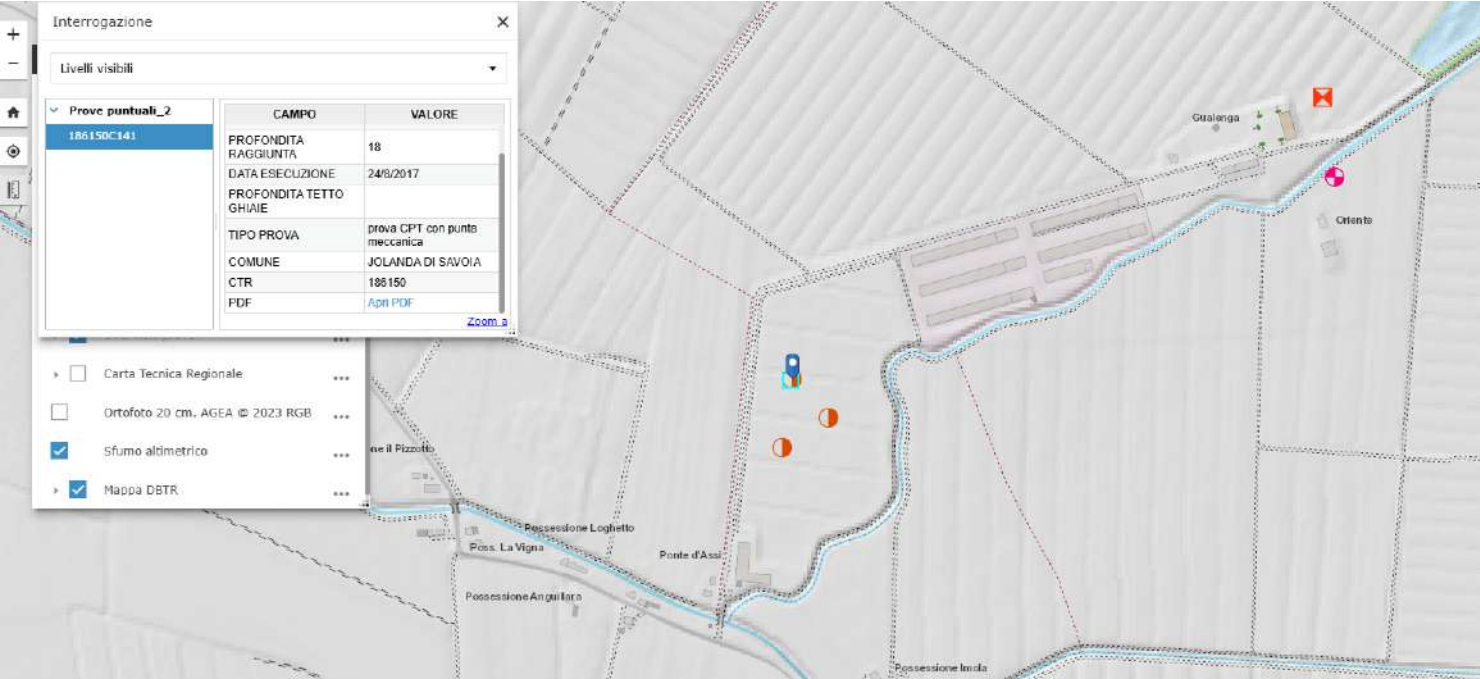 Interrogazione
Livelli visibili
Prove puntuali_2
186150C141
CAMPO VALORE
PROFONDITA RAGGIUNTA 18
DATA ESECUZIONE 24/8/2017
PROFONDITA TETTO GHIAIE
TIPO PROVA prova CPT con punta meccanica
COMUNE JOLANDA DI SAVOIA
CTR 186150
PDF Apri PDF
Zoom a
Carta Tecnica Regionale
Ortofoto 20 cm. AGEA @ 2023 RGB
Sfumo altimetrico
Mappa DBTR
Gualenga
Oriente
ne il Pizzotto
Possessione Loghetto
Poss. La Vigna
Ponte d'Assi
Possessione Anguillara
Possessione Imola